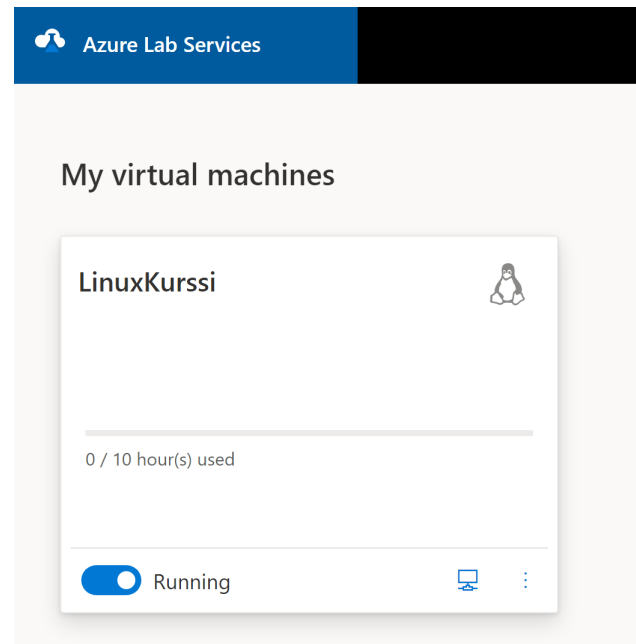 Azure Lab Services
My virtual machines
LinuxKurssi
0 / 10 hour(s) used
Running